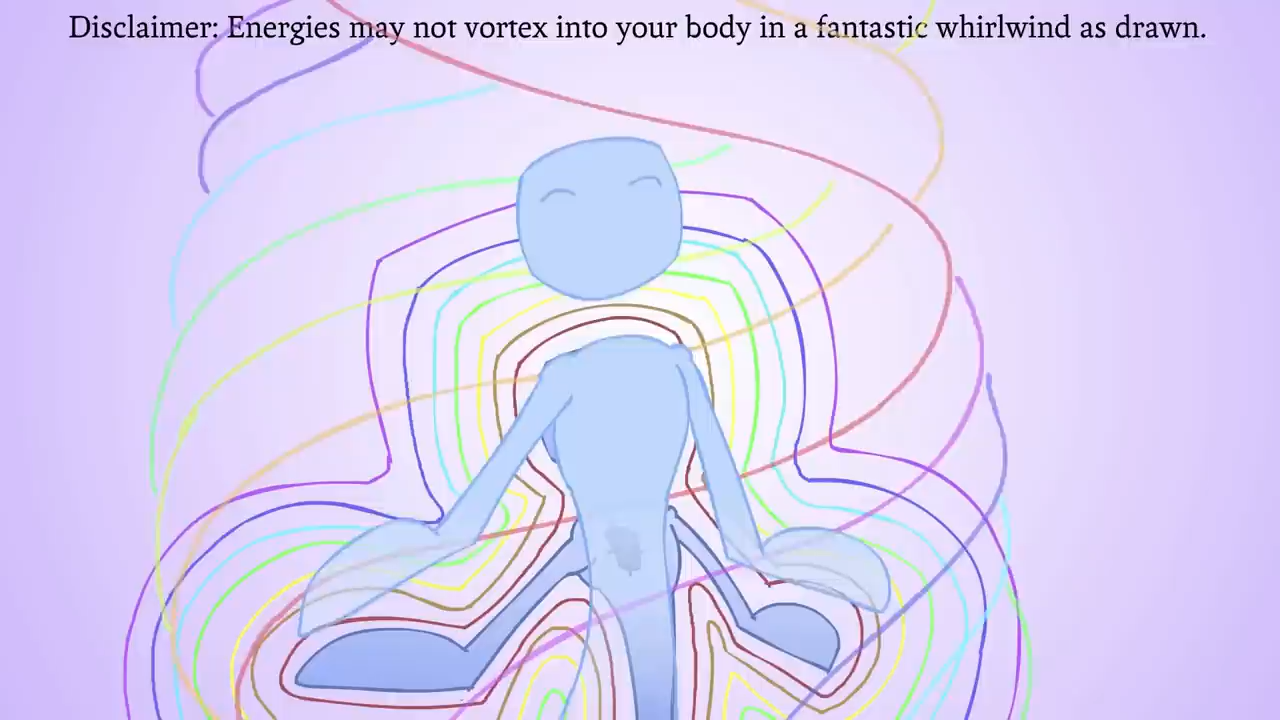 Disclaimer: Energies may not vortex into your body in a fantastic whirlwind as drawn.